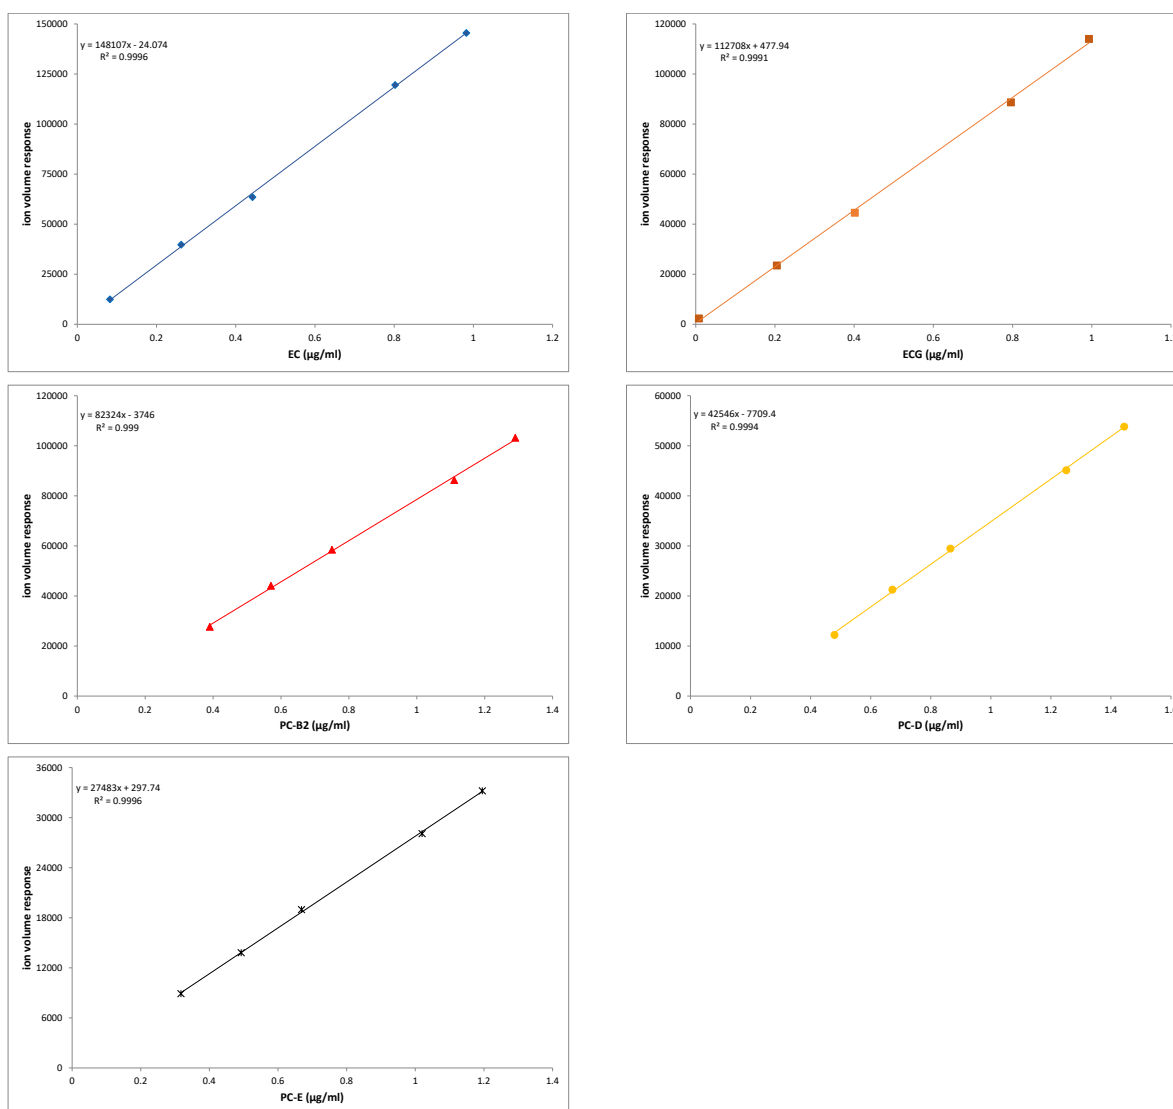 y = 148107x - 24.074
R² = 0.9996
ion volume response
150000
125000
100000
75000
50000
25000
0
0 0.2 0.4 0.6 0.8 1 1.2
EC (µg/ml)
y = 112708x + 477.94
R² = 0.9991
ion volume response
120000
100000
80000
60000
40000
20000
0
0 0.2 0.4 0.6 0.8 1
ECG (µg/ml)
y = 82324x - 3746
R² = 0.999
ion volume response
120000
100000
80000
60000
40000
20000
0
0 0.2 0.4 0.6 0.8 1 1.2 1.4
PC-B2 (µg/ml)
y = 42546x - 7709.4
R² = 0.9994
ion volume response
60000
50000
40000
30000
20000
10000
0
0 0.2 0.4 0.6 0.8 1 1.2 1.4
PC-D (µg/ml)
y = 27483x + 297.74
R² = 0.9996
ion volume response
36000
30000
24000
18000
12000
6000
0
0 0.2 0.4 0.6 0.8 1 1.2 1.4
PC-E (µg/ml)